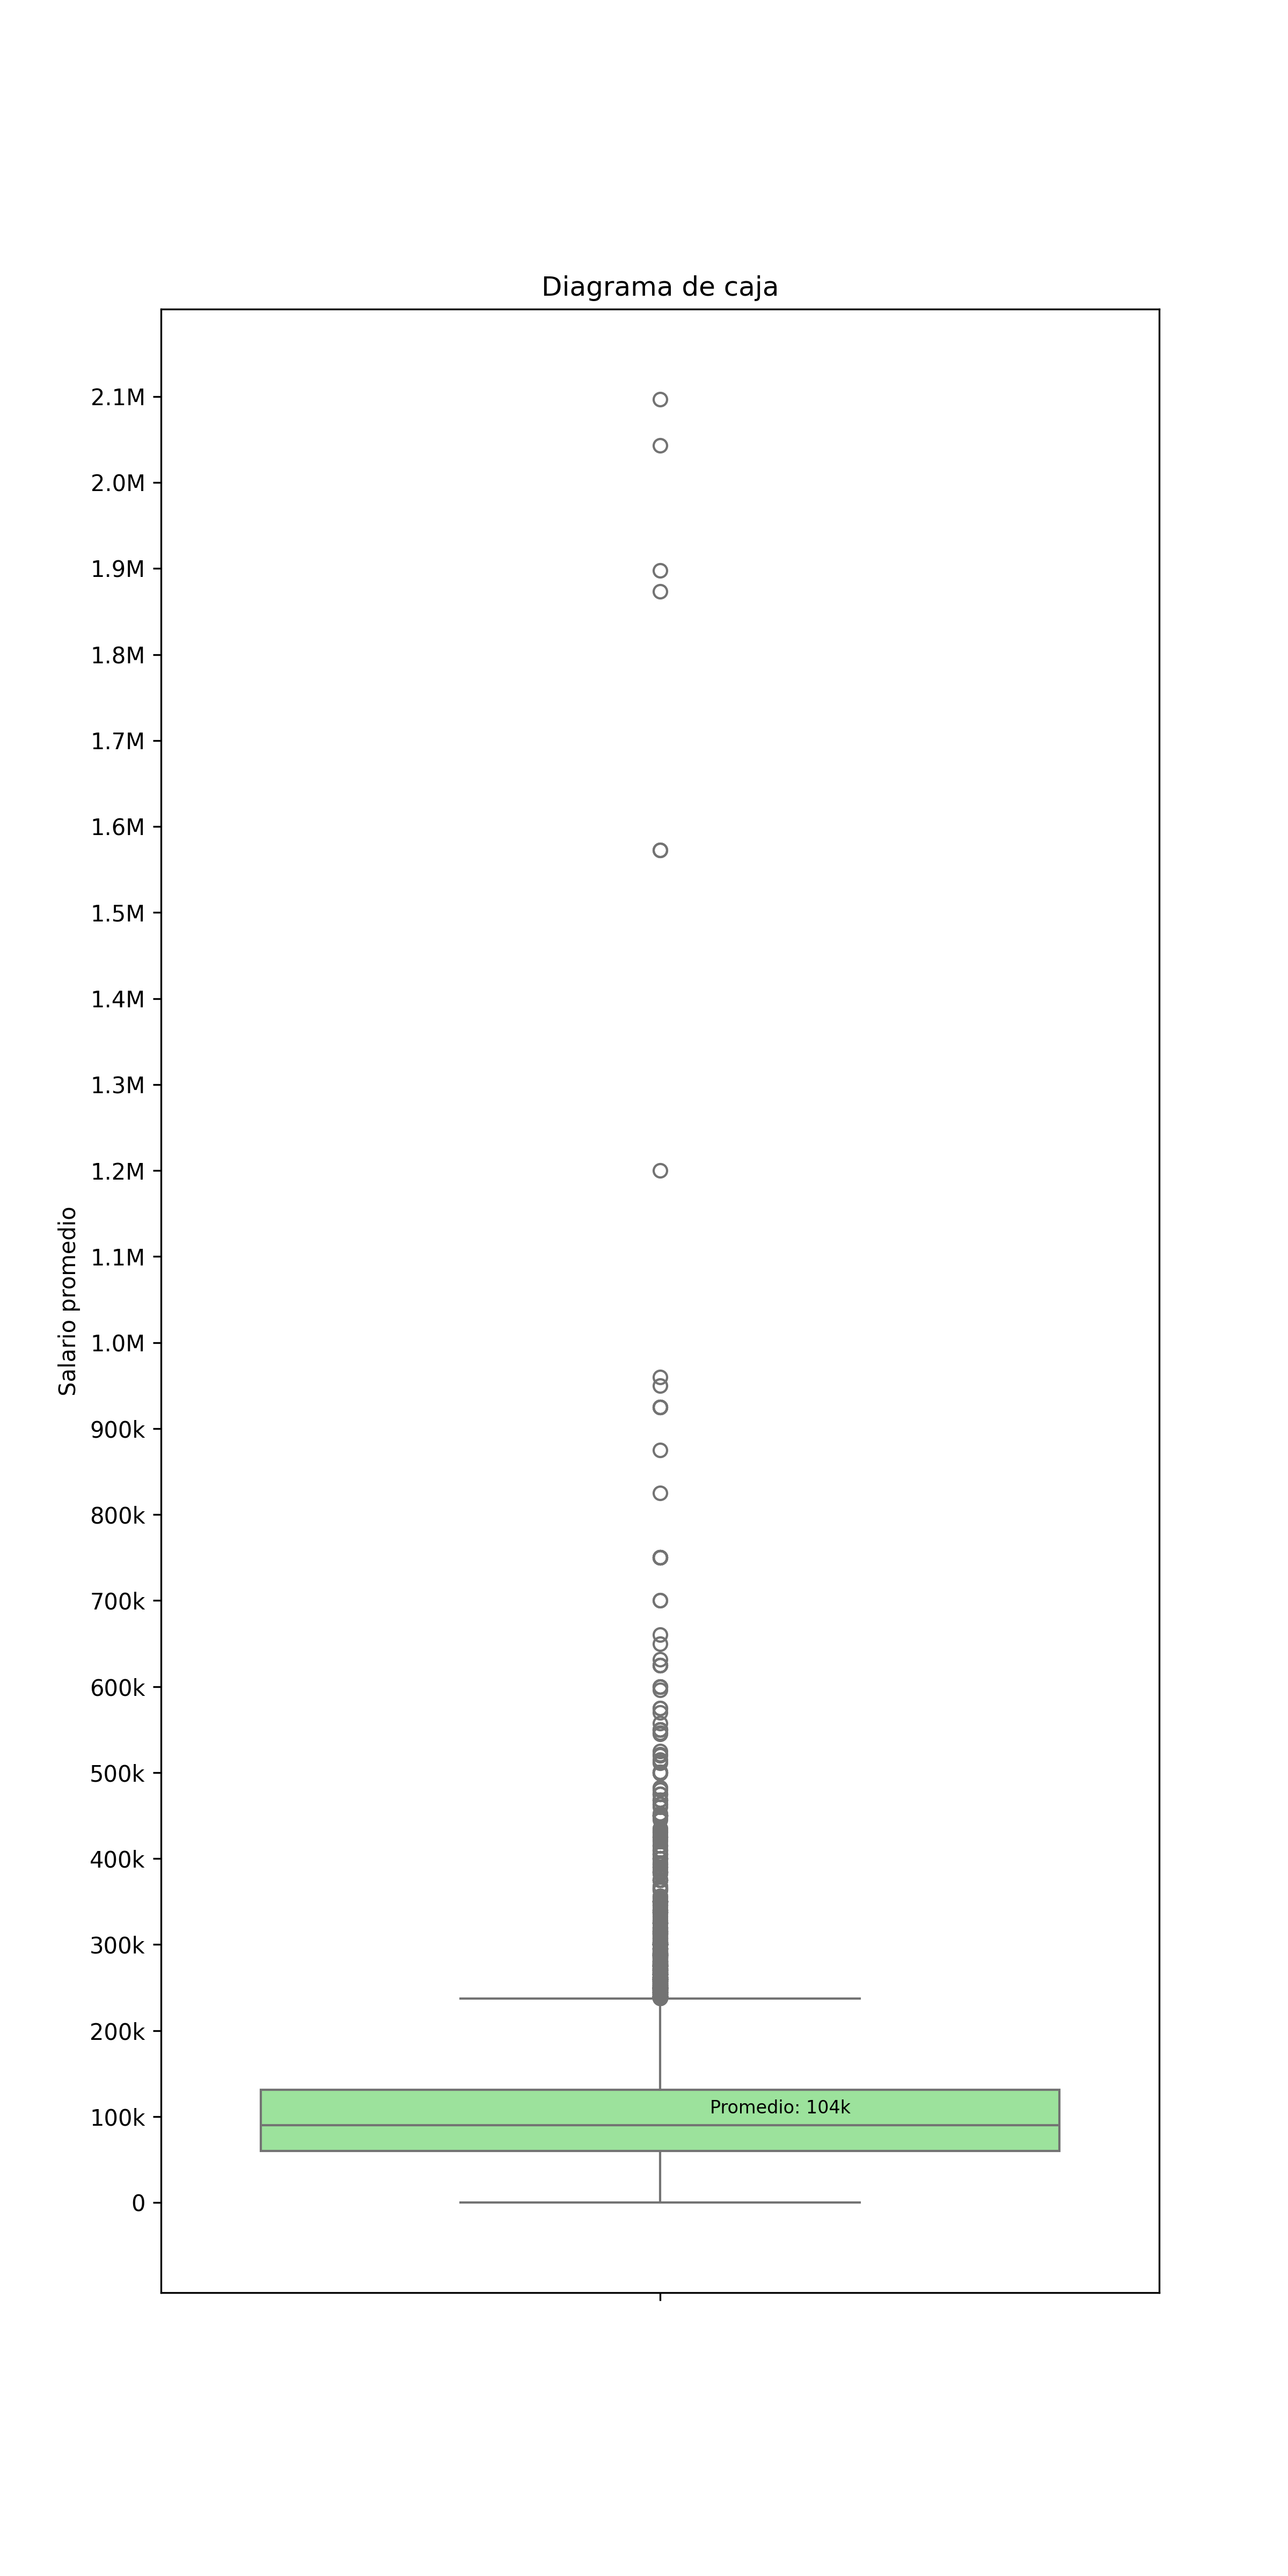 Diagrama de caja
2.1M
2.0M
1.9M
1.8M
1.7M
1.6M
1.5M
1.4M
1.3M
1.2M
1.1M
1.0M
900k
800k
700k
600k
500k
400k
300k
200k
100k
0
Salario promedio
Promedio: 104k